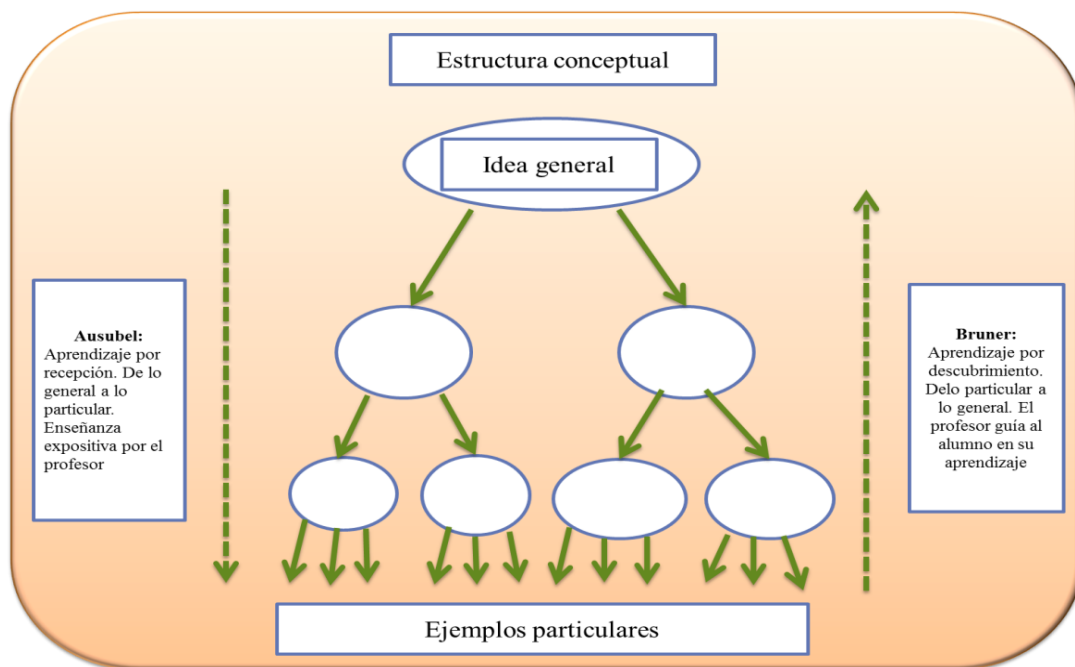 Estructura conceptual
Idea general
Ausubel:
Aprendizaje por
recepción. De lo
general a lo
particular.
Enseñanza
expositiva por el
profesor
Bruner:
Aprendizaje por
descubrimiento.
Delo particular a
lo general. El
profesor guía al
alumno en su
aprendizaje
Ejemplos particulares